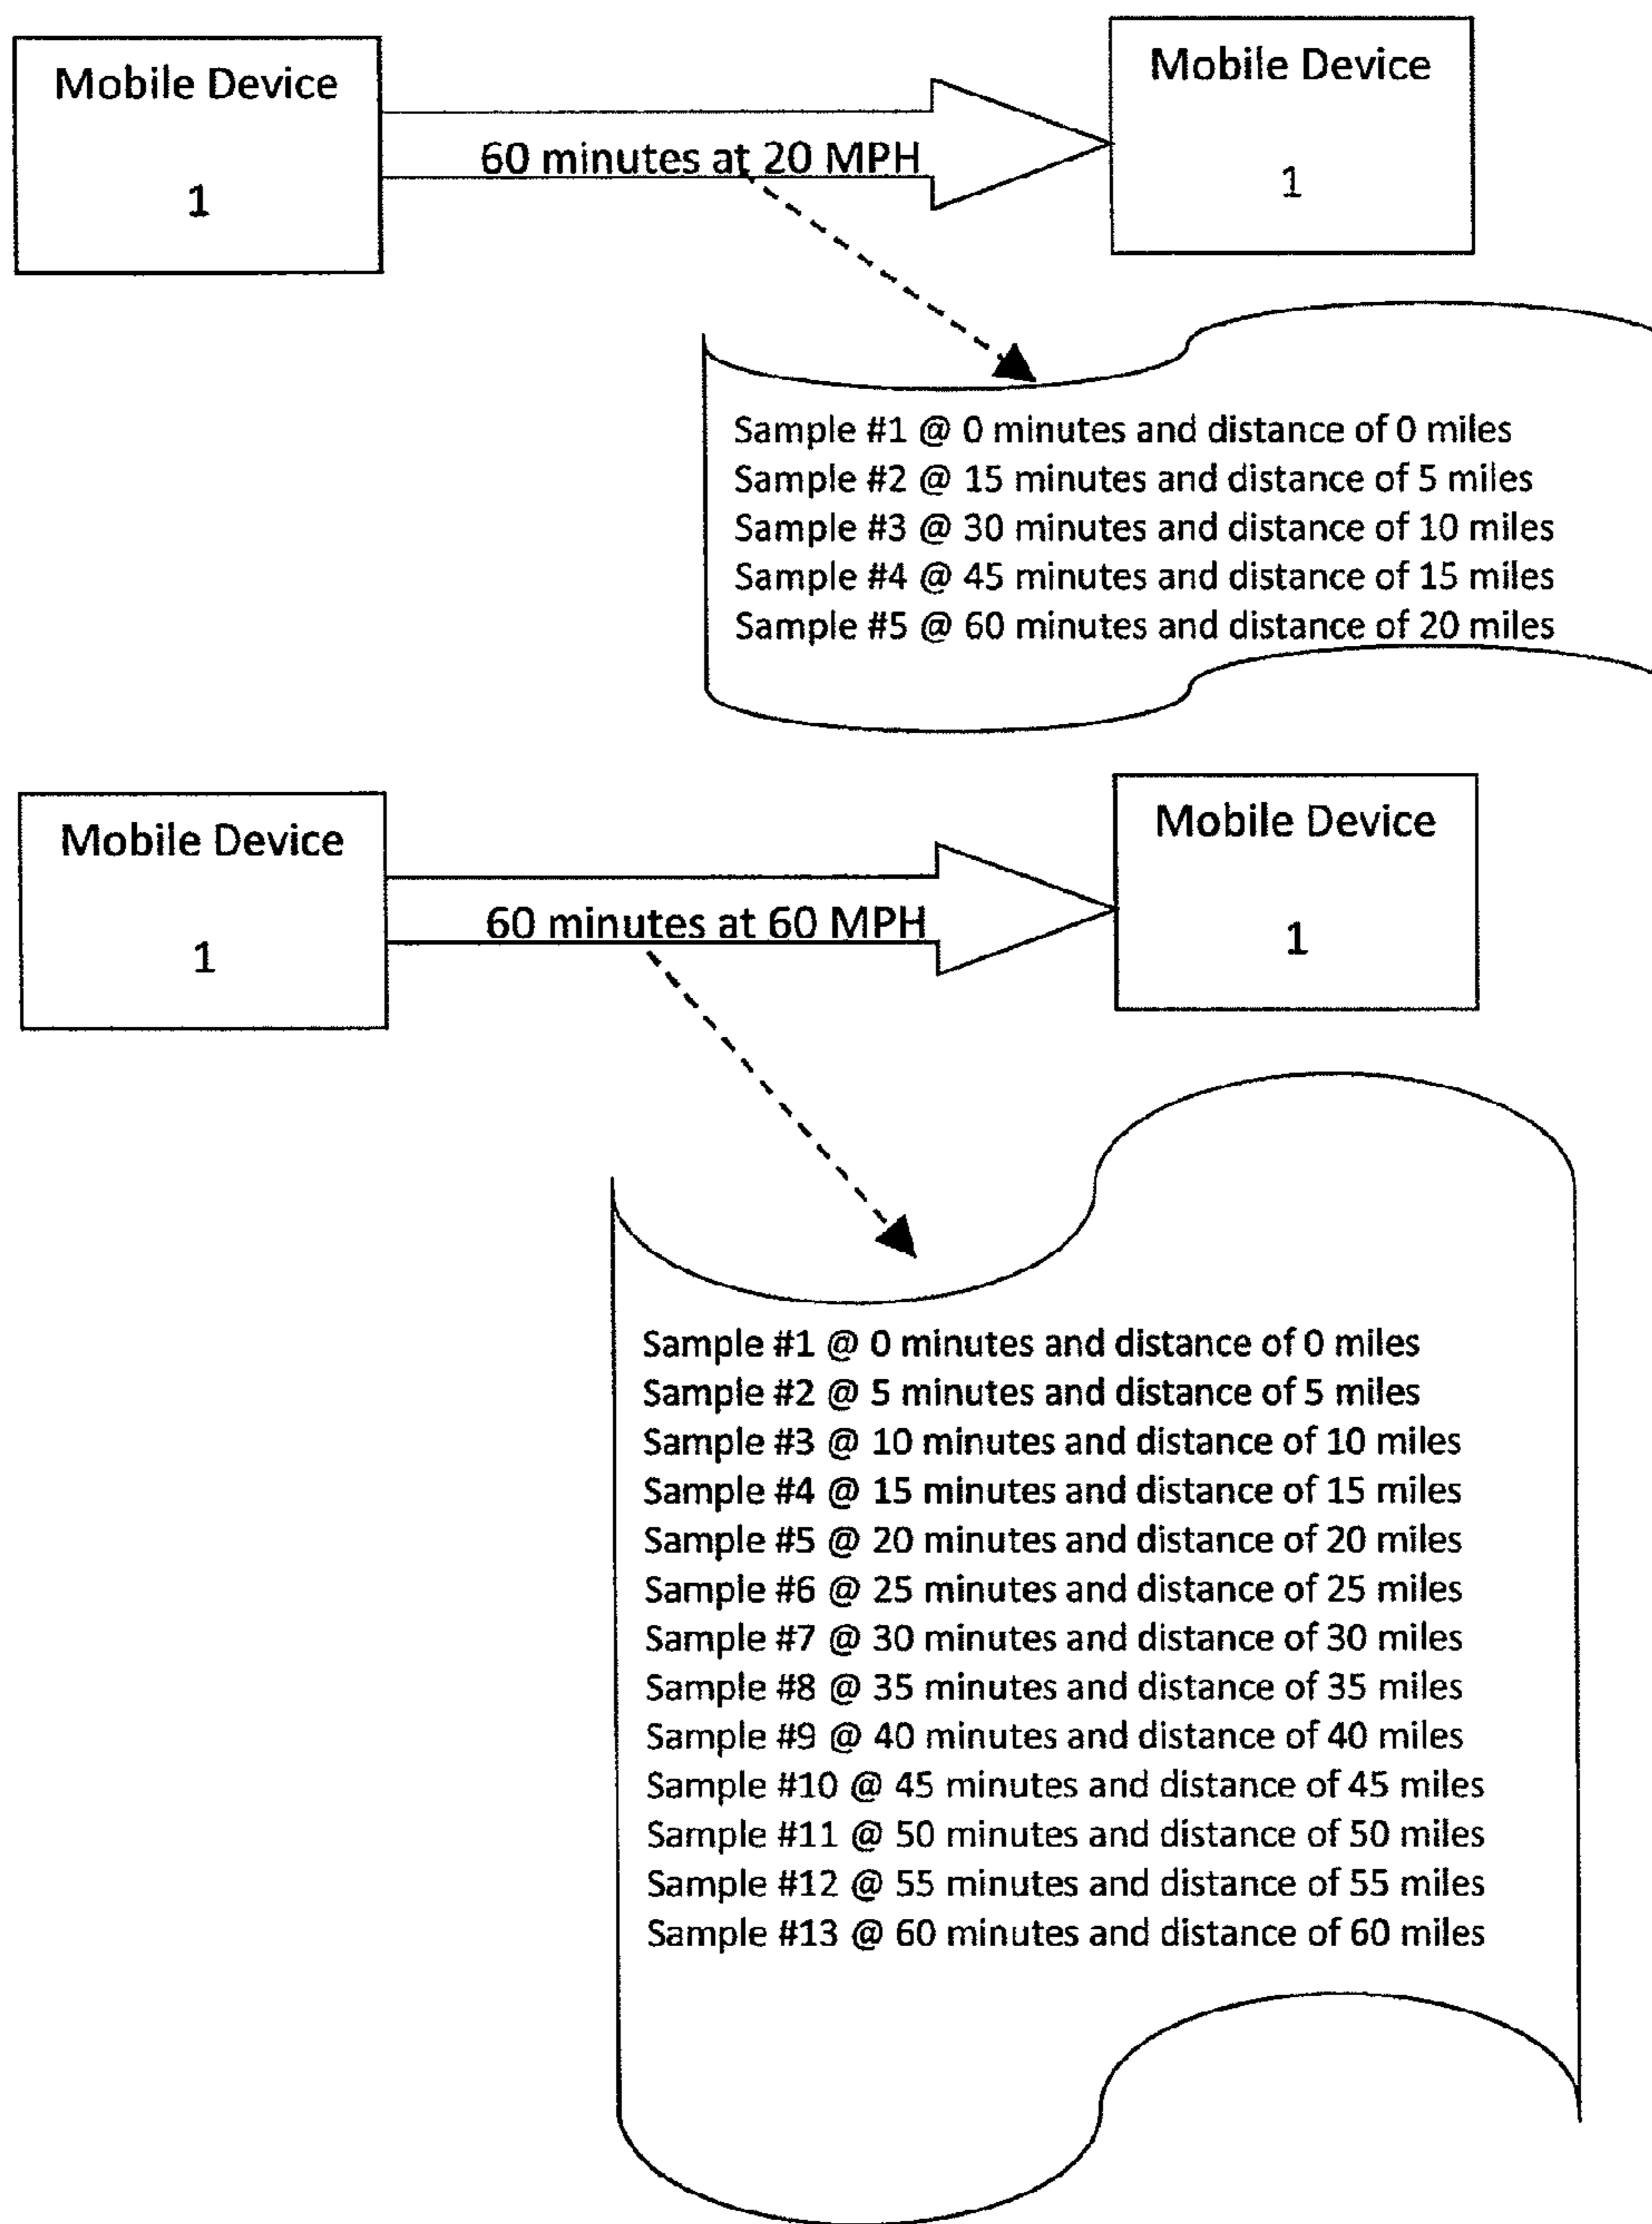 Mobile Device
1
60 minutes at 20 MPH
Mobile Device
1
Sample #1 @ 0 minutes and distance of 0 miles
Sample #2 @ 15 minutes and distance of 5 miles
Sample #3 @ 30 minutes and distance of 10 miles
Sample #4 @ 45 minutes and distance of 15 miles
Sample #5 @ 60 minutes and distance of 20 miles
Mobile Device
1
60 minutes at 60 MPH
Mobile Device
1
Sample #1 @ 0 minutes and distance of 0 miles
Sample #2 @ 5 minutes and distance of 5 miles
Sample #3 @ 10 minutes and distance of 10 miles
Sample #4 @ 15 minutes and distance of 15 miles
Sample #5 @ 20 minutes and distance of 20 miles
Sample #6 @ 25 minutes and distance of 25 miles
Sample #7 @ 30 minutes and distance of 30 miles
Sample #8 @ 35 minutes and distance of 35 miles
Sample #9 @ 40 minutes and distance of 40 miles
Sample #10 @ 45 minutes and distance of 45 miles
Sample #11 @ 50 minutes and distance of 50 miles
Sample #12 @ 55 minutes and distance of 55 miles
Sample #13 @ 60 minutes and distance of 60 miles